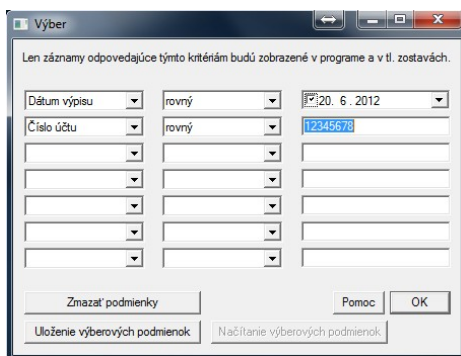 Výber
Len záznamy odpovedajúce týmto kritériám budú zobrazené v programe a v tl. zostavách.
Dátum výpisu rovný 20. 6. 2012
Číslo účtu rovný 12345678
Zmazať podmienky Pomoc OK
Uloženie výberových podmienok Načítanie výberových podmienok